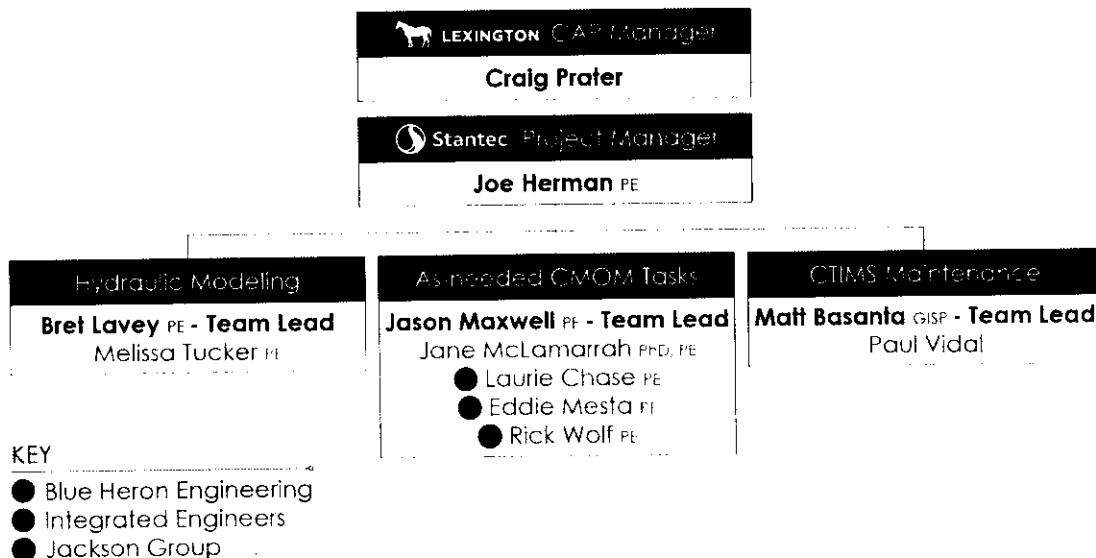 LEXINGTON CAP Manager
Craig Prater
Stantec Project Manager
Joe Herman PE
Hydraulic Modeling
Bret Lavey PE - Team Lead
Melissa Tucker PE
As-needed CMOM Tasks
Jason Maxwell PE - Team Lead
Jane McLamarrah PhD, PE
Laurie Chase PE
Eddie Mesta PE
Rick Wolf PE
CTIMS Maintenance
Matt Basanta GISP - Team Lead
Paul Vidal
KEY
Blue Heron Engineering
Integrated Engineers
Jackson Group